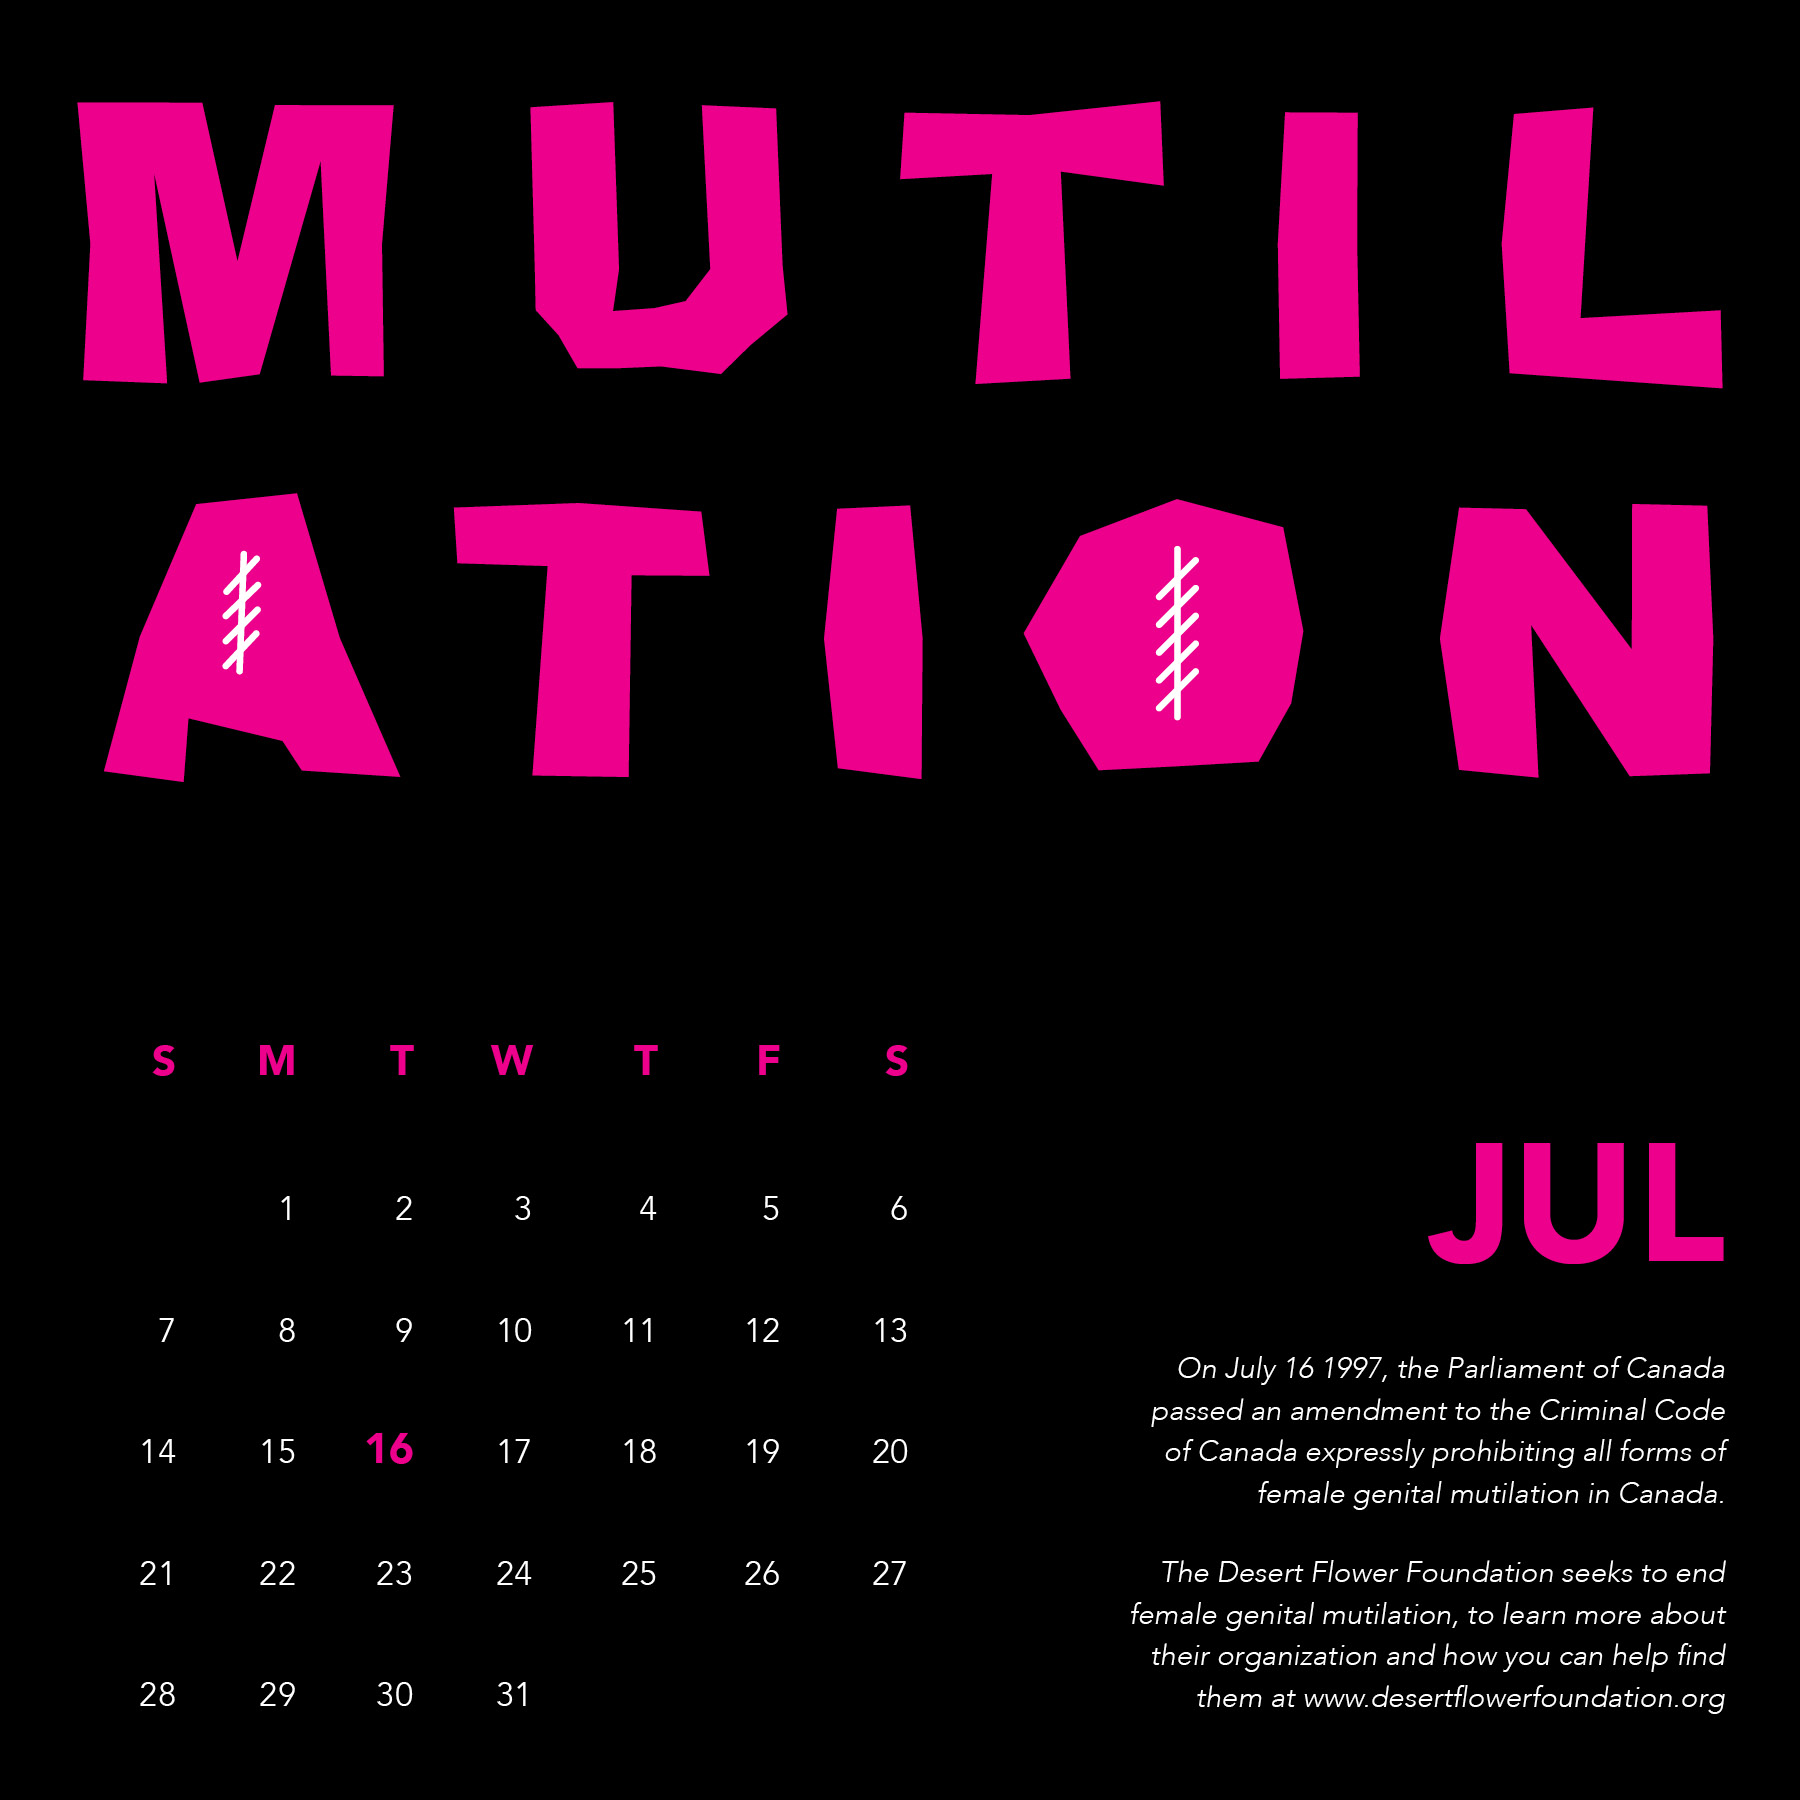 MUTIL
ATION
S M T W T F S
1 2 3 4 5 6
7 8 9 10 11 12 13
14 15 16 17 18 19 20
21 22 23 24 25 26 27
28 29 30 31
JUL
On July 16 1997, the Parliament of Canada
passed an amendment to the Criminal Code
of Canada expressly prohibiting all forms of
female genital mutilation in Canada.
The Desert Flower Foundation seeks to end
female genital mutilation, to learn more about
their organization and how you can help find
them at www.desertflowerfoundation.org